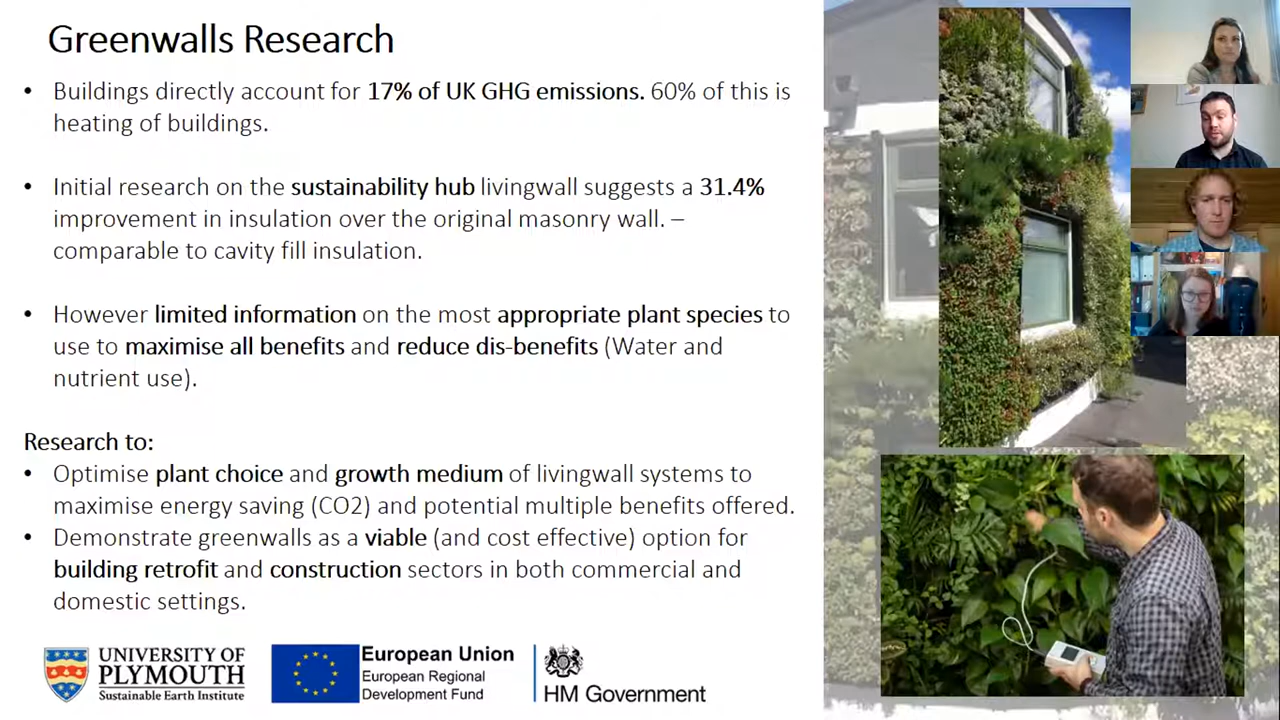 Greenwalls Research
• Buildings directly account for 17% of UK GHG emissions. 60% of this is
heating of buildings.
• Initial research on the sustainability hub livingwall suggests a 31.4%
improvement in insulation over the original masonry wall. –
comparable to cavity fill insulation.
• However limited information on the most appropriate plant species to
use to maximise all benefits and reduce dis-benefits (Water and
nutrient use).
Research to:
• Optimise plant choice and growth medium of livingwall systems to
maximise energy saving (CO2) and potential multiple benefits offered.
• Demonstrate greenwalls as a viable (and cost effective) option for
building retrofit and construction sectors in both commercial and
domestic settings.
UNIVERSITY OF
PLYMOUTH
Sustainable Earth Institute
European Union
European Regional
Development Fund
HM Government